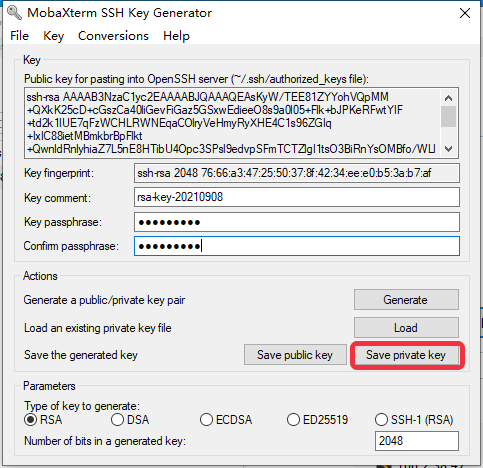 MobaXterm SSH Key Generator
File Key Conversions Help
Key
Public key for pasting into OpenSSH server (~/.ssh/authorized_keys file):
ssh-rsa AAAAB3NzaC1yc2EAAAABJQAAAQEAsKyW/TEE81ZYYohVQpMM
+QXkK25cD+cGszCa40liGevFiGaz5GSxwEdieeO8s9a0I05+Flk+bJPKeRFwtYlF
+td2k1IUE7qFzWCHLRWNEqaCOlryVeHmyRyXHE4C1s96ZGlq
+IxlC88ietMBmkbrBpFlkt
+QwnldRnlyhiaZ7L5nE8HTibU4Opc3SPsl9edvpSFmTCTZlgI1tsO3BiRnYsOMBfo/WLl
Key fingerprint: ssh-rsa 2048 76:66:a3:47:25:50:37:8f:42:34:ee:e0:b5:3a:b7:af
Key comment: rsa-key-20210908
Key passphrase: ●●●●●●●●●
Confirm passphrase: ●●●●●●●●●
Actions
Generate a public/private key pair Generate
Load an existing private key file Load
Save the generated key Save public key Save private key
Parameters
Type of key to generate:
RSA DSA ECDSA ED25519 SSH-1 (RSA)
Number of bits in a generated key: 2048